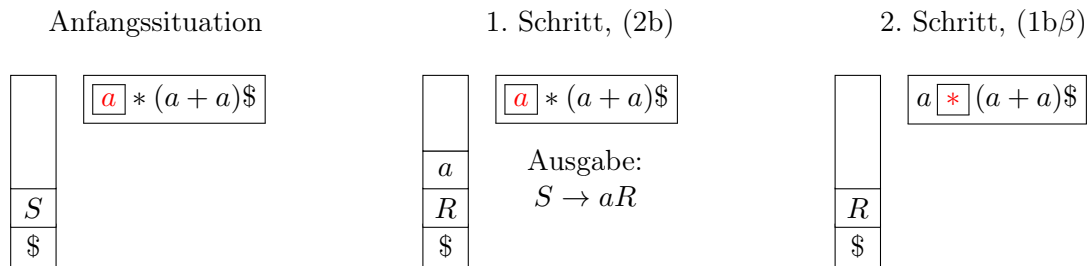 Anfangssituation
1. Schritt, (2b)
2. Schritt, (1bβ)
a * (a + a)$
S
$
a * (a + a)$
Ausgabe:
S → aR
a
R
$
a * (a + a)$
R
$